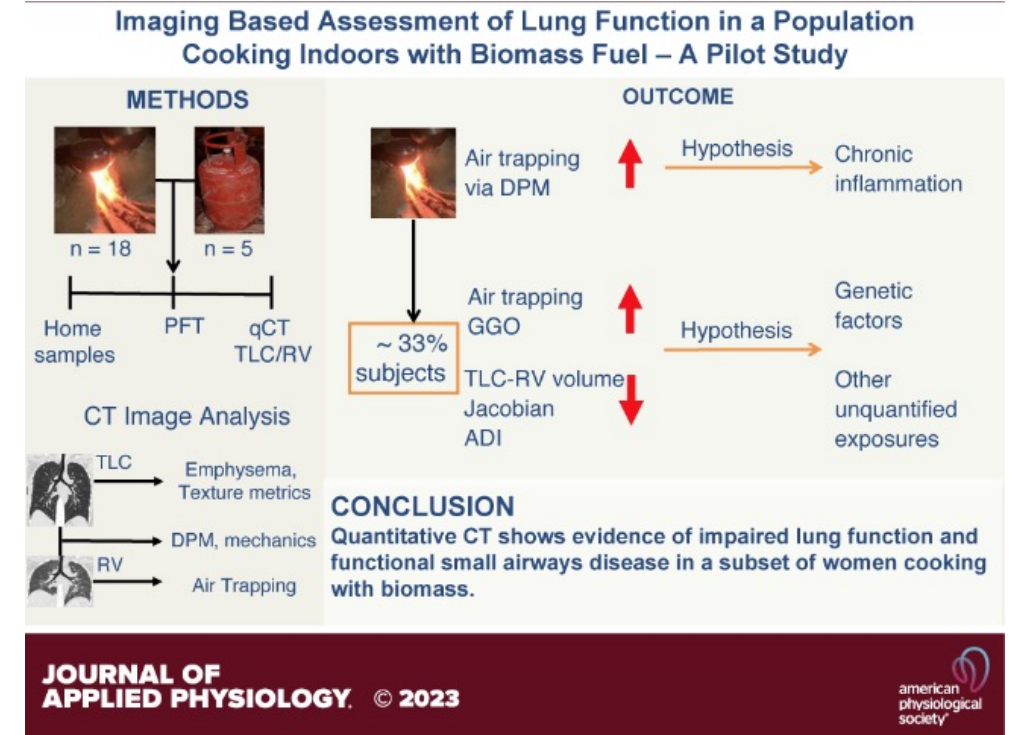 Imaging Based Assessment of Lung Function in a Population
Cooking Indoors with Biomass Fuel – A Pilot Study
METHODS
n = 18
n = 5
Home
samples
PFT
qCT
TLC/RV
CT Image Analysis
TLC
Emphysema,
Texture metrics
DPM, mechanics
RV
Air Trapping
OUTCOME
Air trapping
via DPM
Hypothesis
Chronic
inflammation
~ 33%
subjects
Air trapping
GGO
TLC-RV volume
Jacobian
ADI
Hypothesis
Genetic
factors
Other
unquantified
exposures
CONCLUSION
Quantitative CT shows evidence of impaired lung function and
functional small airways disease in a subset of women cooking
with biomass.
JOURNAL OF
APPLIED PHYSIOLOGY. © 2023
american
physiological
society®